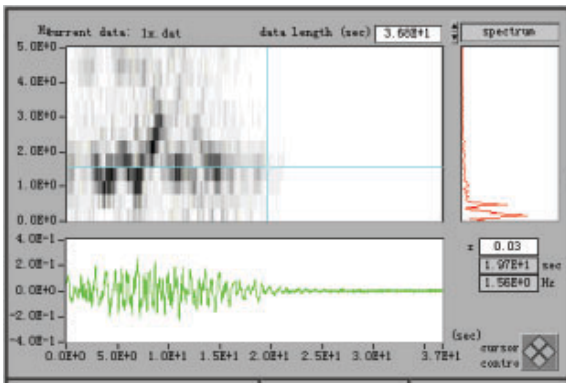 Hz
current data: 1x.dat data length (sec) 3.68E+1 spectrum
5.0E+0
4.0E+0
3.0E+0
2.0E+0
1.0E+0
0.0E+0
4.0E-1
2.0E-1
0.0E+0
-2.0E-1
-4.0E-1
0.0E+0 5.0E+0 1.0E+1 1.5E+1 2.0E+1 2.5E+1 3.0E+1 3.7E+1
(sec)
z 0.03
1.97E+1 sec
1.56E+0 Hz
cursor
contro